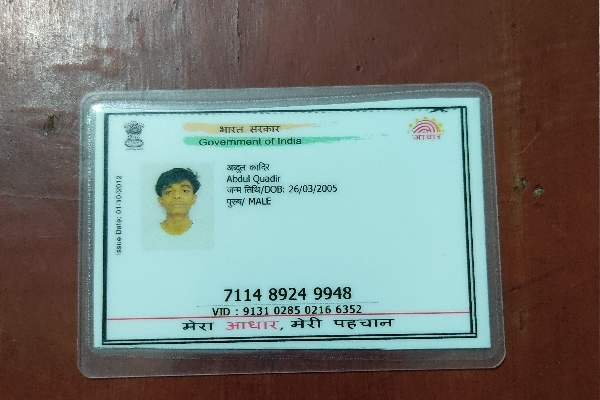 भारत सरकार
Government of India
आधार
Issue Date: 01/10/2012
अब्दुल कादिर
Abdul Quadir
जन्म तिथि/DOB: 26/03/2005
पुरुष/ MALE
7114 8924 9948
VID : 9131 0285 0216 6352
मेरा आधार, मेरी पहचान